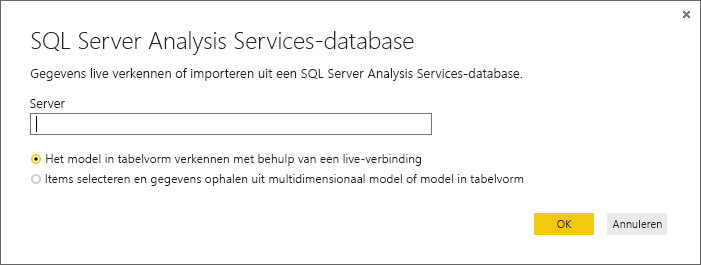 SQL Server Analysis Services-database
Gegevens live verkennen of importeren uit een SQL Server Analysis Services-database.
Server
Het model in tabelvorm verkennen met behulp van een live-verbinding
Items selecteren en gegevens ophalen uit multidimensionaal model of model in tabelvorm
OK
Annuleren